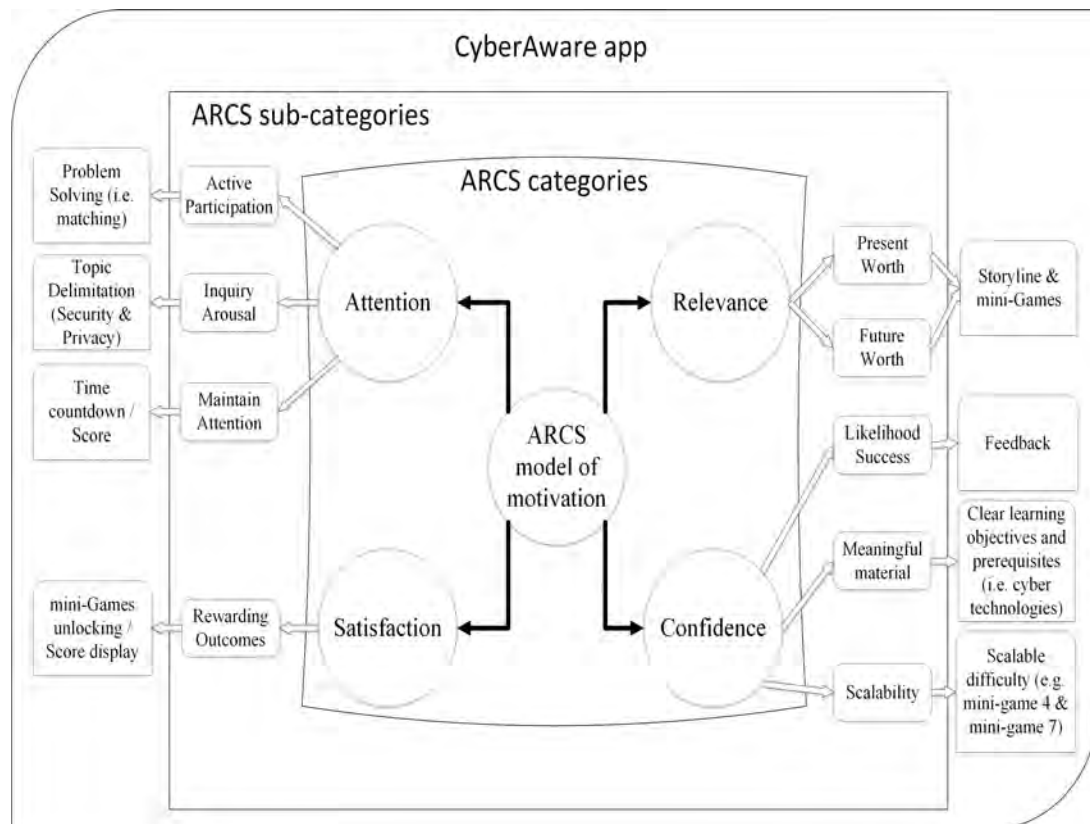 CyberAware app
ARCS sub-categories
ARCS categories
Problem
Solving (i.e.
matching)
Active
Participation
Topic
Delimitation
(Security &
Privacy)
Inquiry
Arousal
Attention
Time
countdown /
Score
Maintain
Attention
Relevance
Present
Worth
Future
Worth
Storyline &
mini-Games
ARCS
model of
motivation
Likelihood
Success
Feedback
Meaningful
material
Clear learning
objectives and
prerequisites
(i.e. cyber
technologies)
mini-Games
unlocking /
Score display
Rewarding
Outcomes
Satisfaction
Confidence
Scalability
Scalable
difficulty (e.g.
mini-game 4 &
mini-game 7)